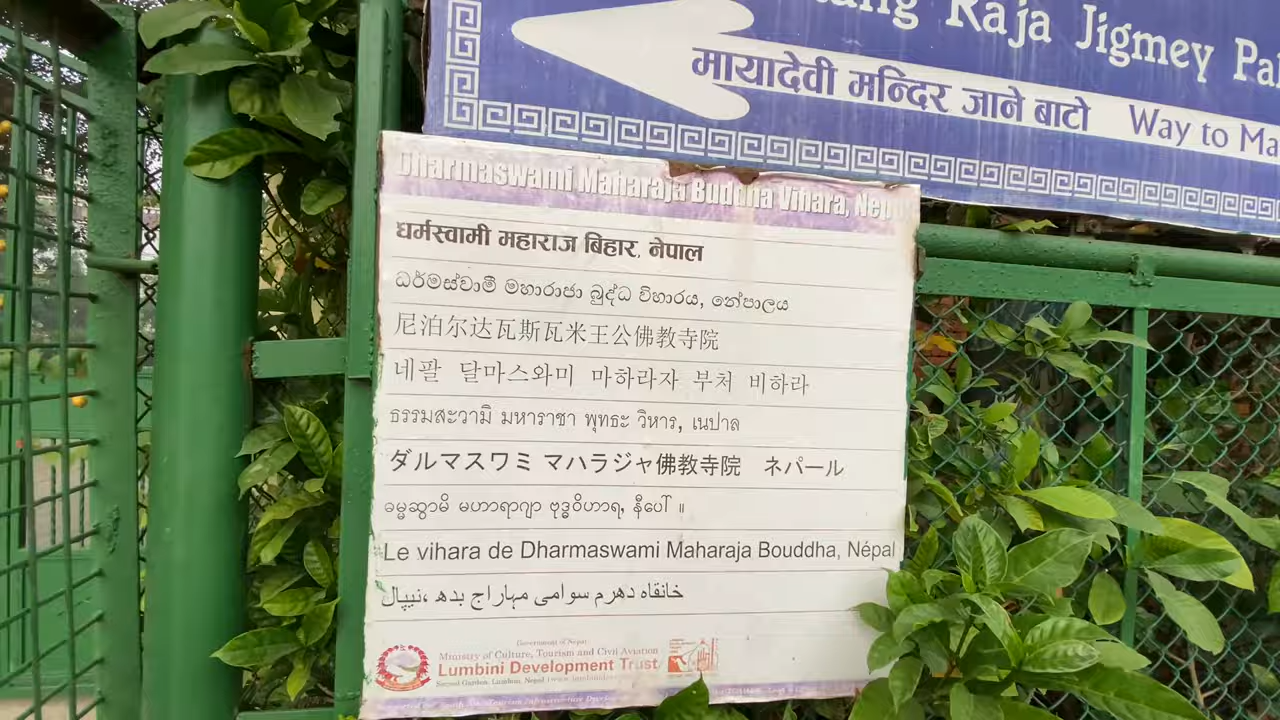 Raja Jigmey
मायादेवी मन्दिर जाने बाटो Way to
Dharmaswami Maharaja Buddha Vihara,
धर्मस्वामी महाराज बिहार, नेपाल
ධර්මස්වාමී මහාරාජා බුද්ධ විහාරය, නේපාලය
尼泊尔达瓦斯瓦米王公佛教寺院
네팔 달마스와미 마하라자 부처 비하라
ธรรมสะวามิ มหาราชา พุทธะ วิหาร, เนปาล
ダルマスワミ マハラジャ佛教寺院 ネパール
ဓမ္မဆွာမိ မဟာရာဂျာ ဗုဒ္ဓဝိဟာရ, နီပေါ် ။
Le vihara de Dharmaswami Maharaja Bouddha, Népal
خانقاه دھرم سوامی مہاراج بدھ ،نیپال
Government of Nepal
Ministry of Culture, Tourism and Civil Aviation
Lumbini Development Trust
Sacred Garden, Lumbini, Nepal